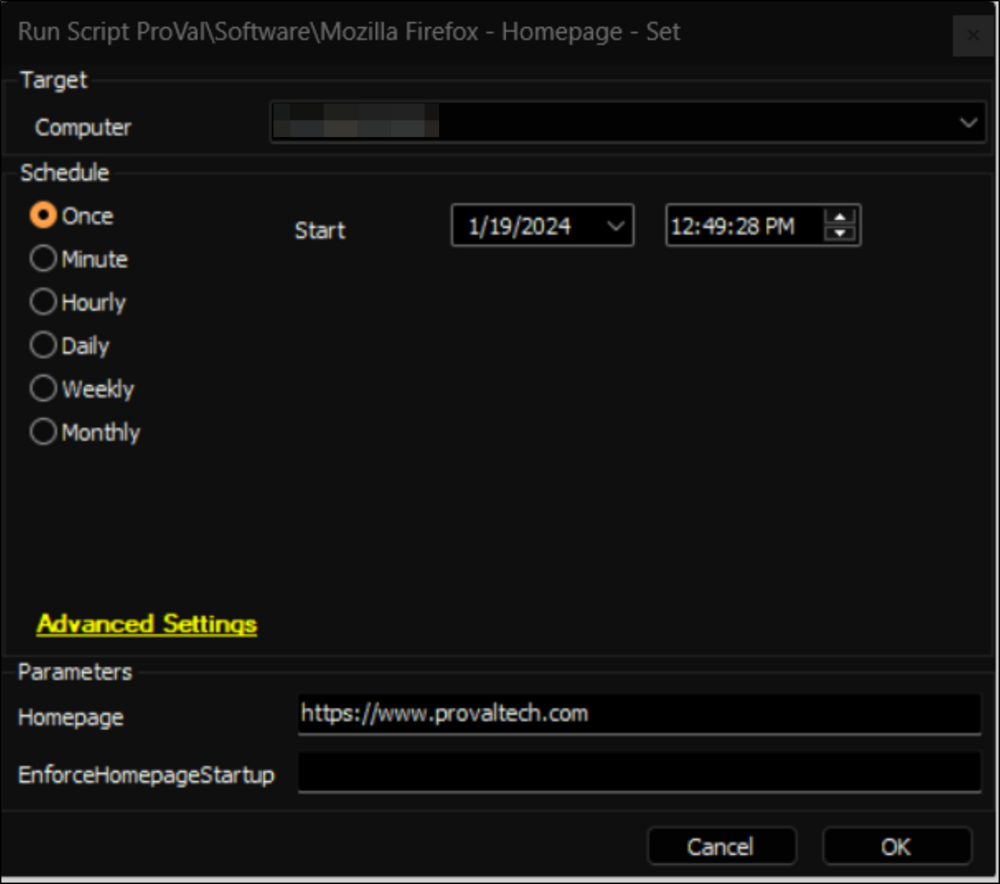 Run Script ProVal\Software\Mozilla Firefox - Homepage - Set
Target
Computer
Schedule
Once
Start 1/19/2024 12:49:28 PM
Minute
Hourly
Daily
Weekly
Monthly
Advanced Settings
Parameters
Homepage https://www.provaltech.com
EnforceHomepageStartup
Cancel OK